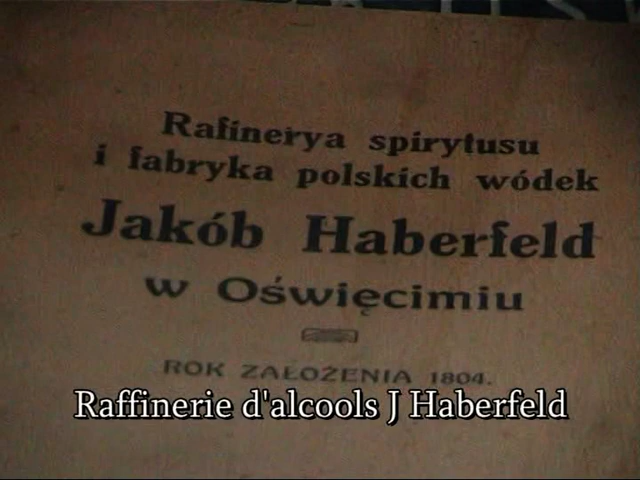 Rafinerya spirytusu
i fabryka polskich wódek
Jakób Haberfeld
w Oświęcimiu
ROK ZAŁOŻENIA 1804.
Raffinerie d'alcools J Haberfeld